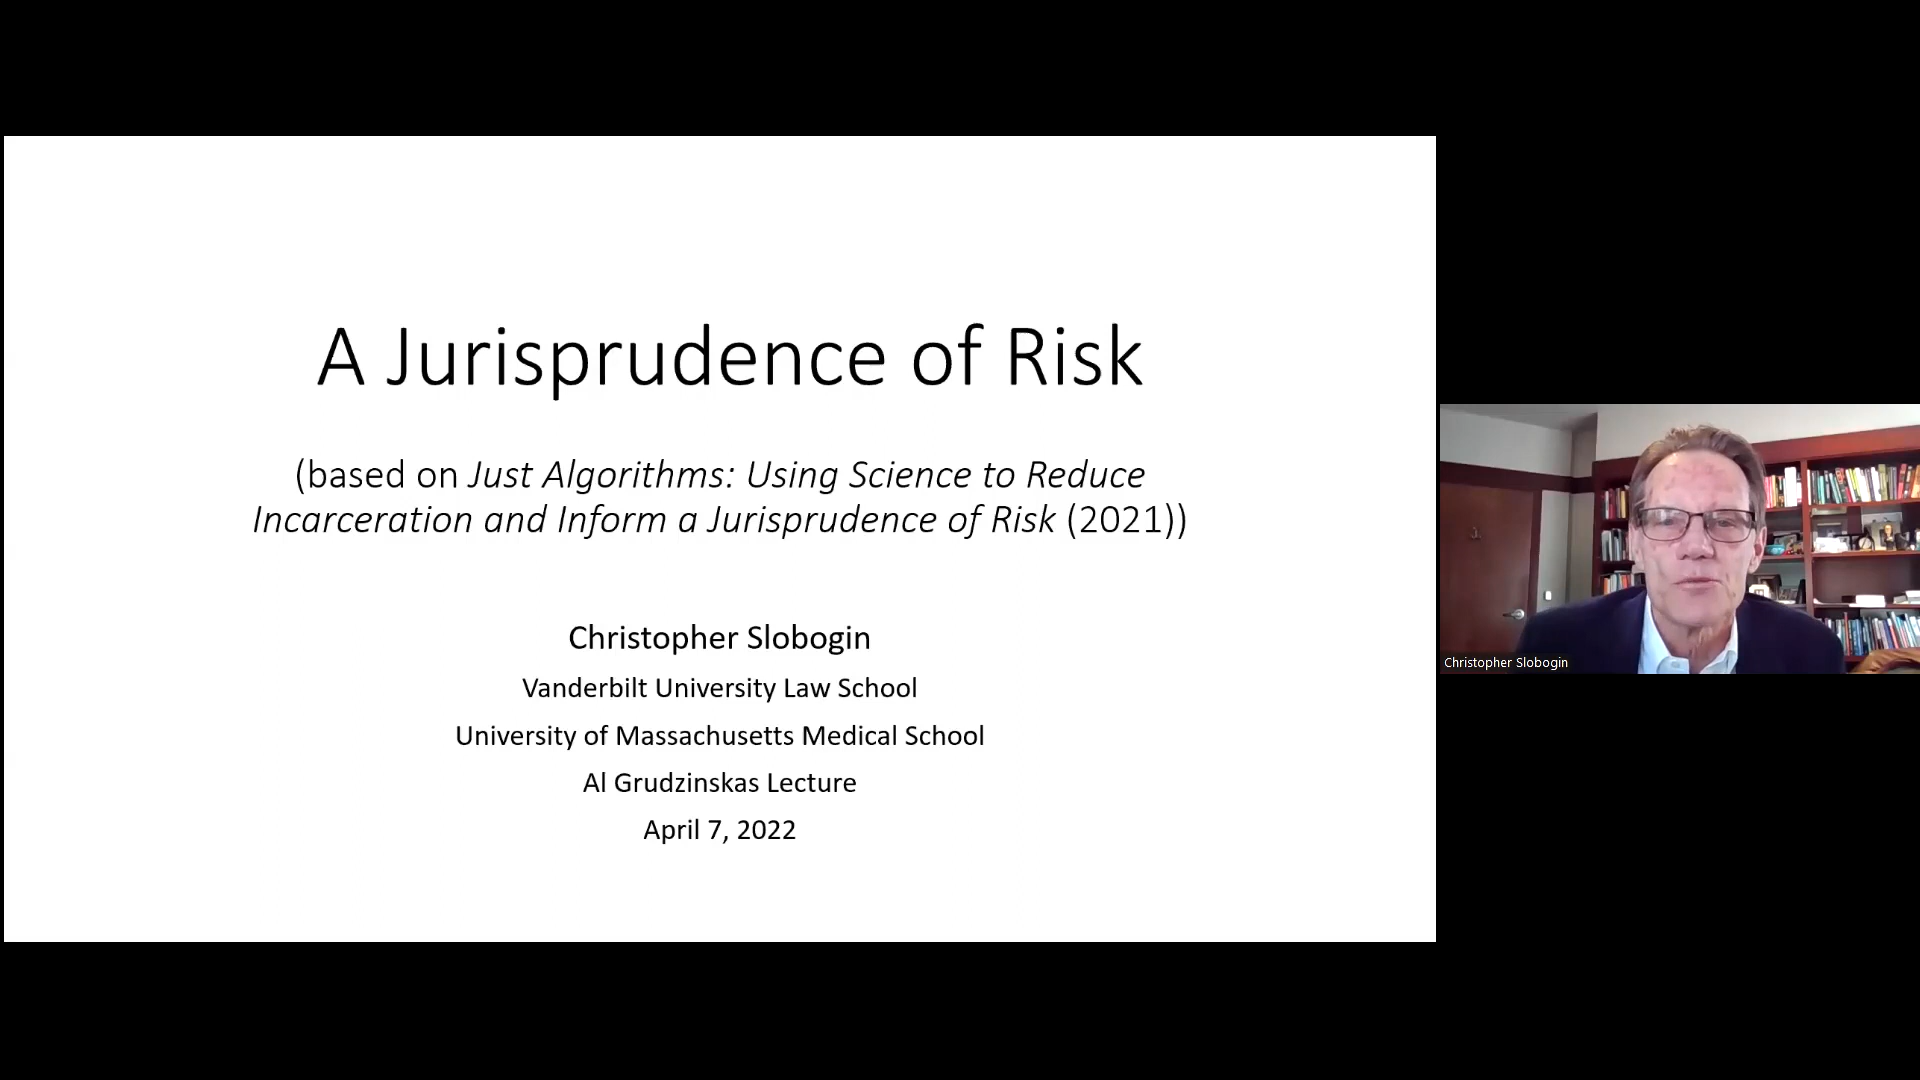 A Jurisprudence of Risk
(based on Just Algorithms: Using Science to Reduce
Incarceration and Inform a Jurisprudence of Risk (2021))
Christopher Slobogin
Vanderbilt University Law School
University of Massachusetts Medical School
Al Grudzinskas Lecture
April 7, 2022
Christopher Slobogin